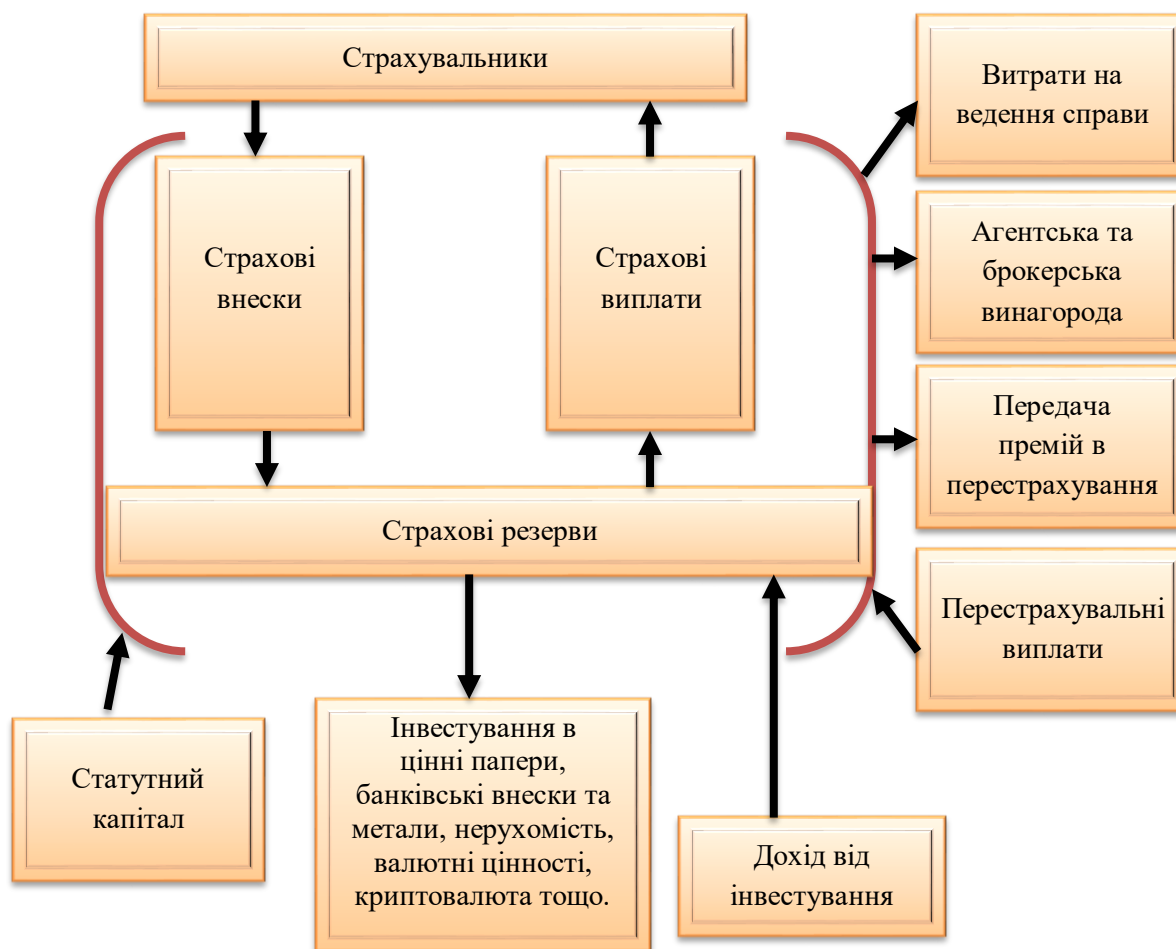 Страхувальники
Витрати на
ведення справи
Страхові
внески
Страхові
виплати
Агентська та
брокерська
винагорода
Передача
премій в
перестрахування
Страхові резерви
Перестрахувальні
виплати
Статутний
капітал
Інвестування в
цінні папери,
банківські внески та
метали, нерухомість,
валютні цінності,
криптовалюта тощо.
Дохід від
інвестування